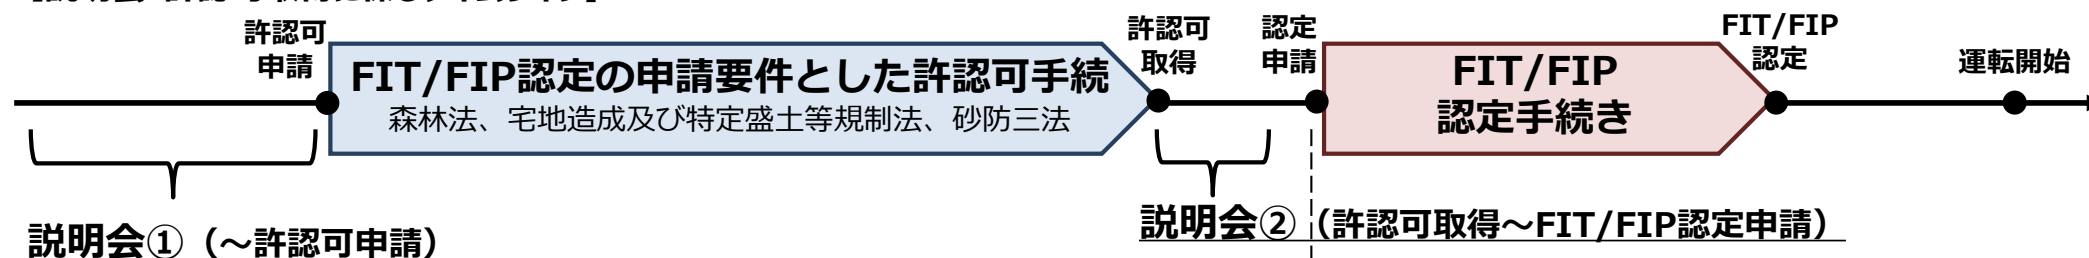 許認可
申請
FIT/FIP認定の申請要件とした許認可手続
森林法、宅地造成及び特定盛土等規制法、砂防三法
許認可
取得
認定
申請
FIT/FIP
認定手続き
FIT/FIP
認定
運転開始
説明会①（～許認可申請）
説明会②（許認可取得～FIT/FIP認定申請）